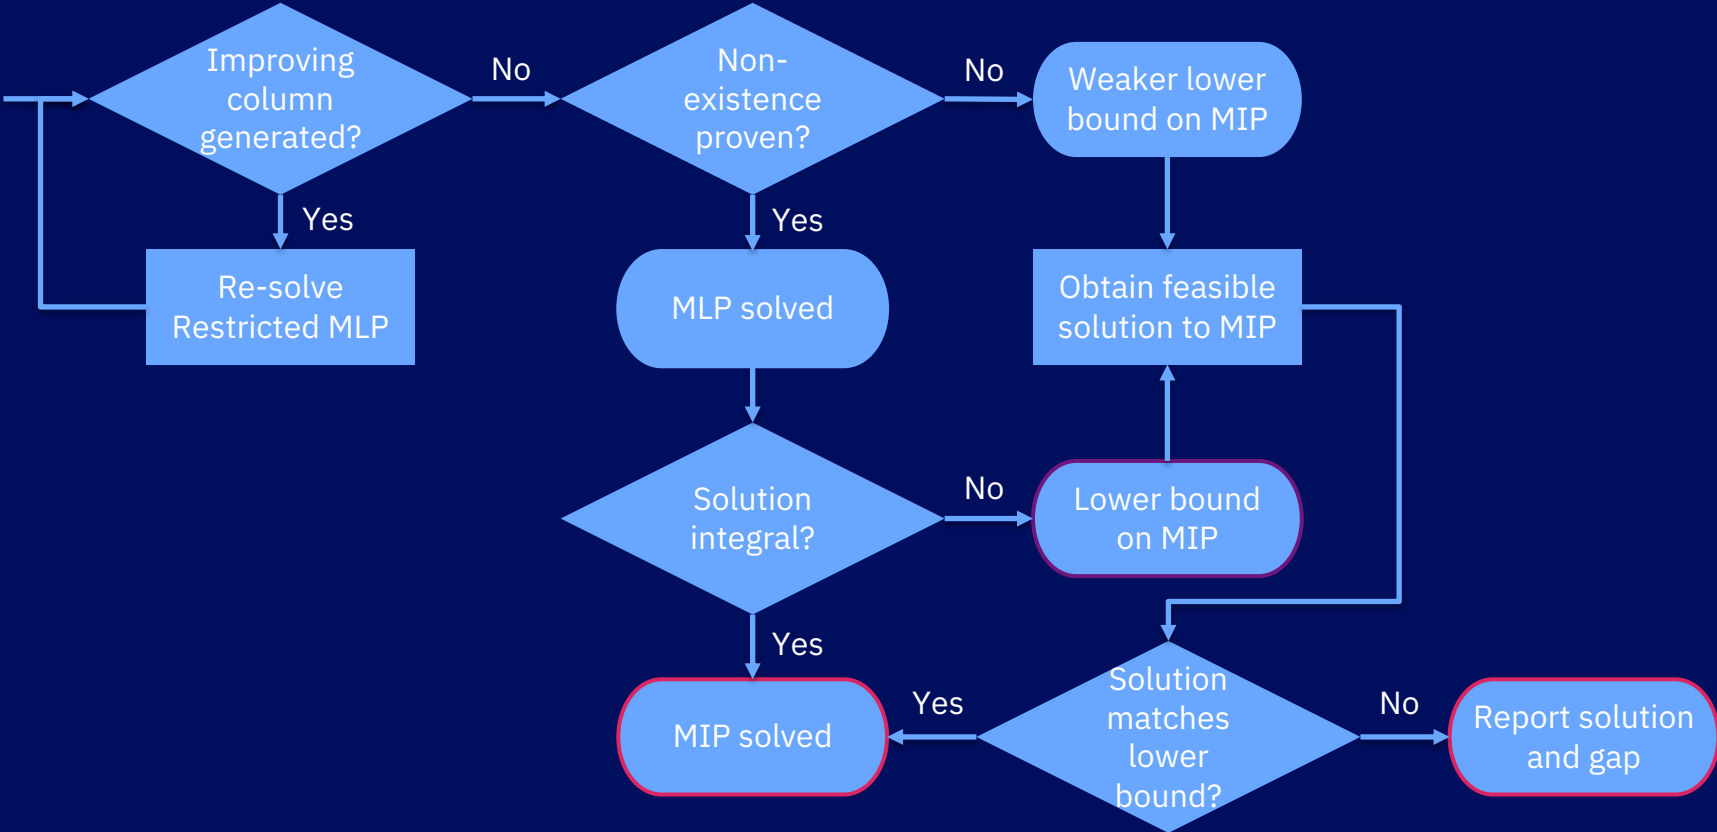 Improving
column
generated?
No
Non-
existence
proven?
No
Weaker lower
bound on MIP
Yes
Yes
Re-solve
Restricted MLP
MLP solved
Obtain feasible
solution to MIP
Solution
integral?
No
Lower bound
on MIP
Yes
MIP solved
Yes
Solution
matches
lower
bound?
No
Report solution
and gap